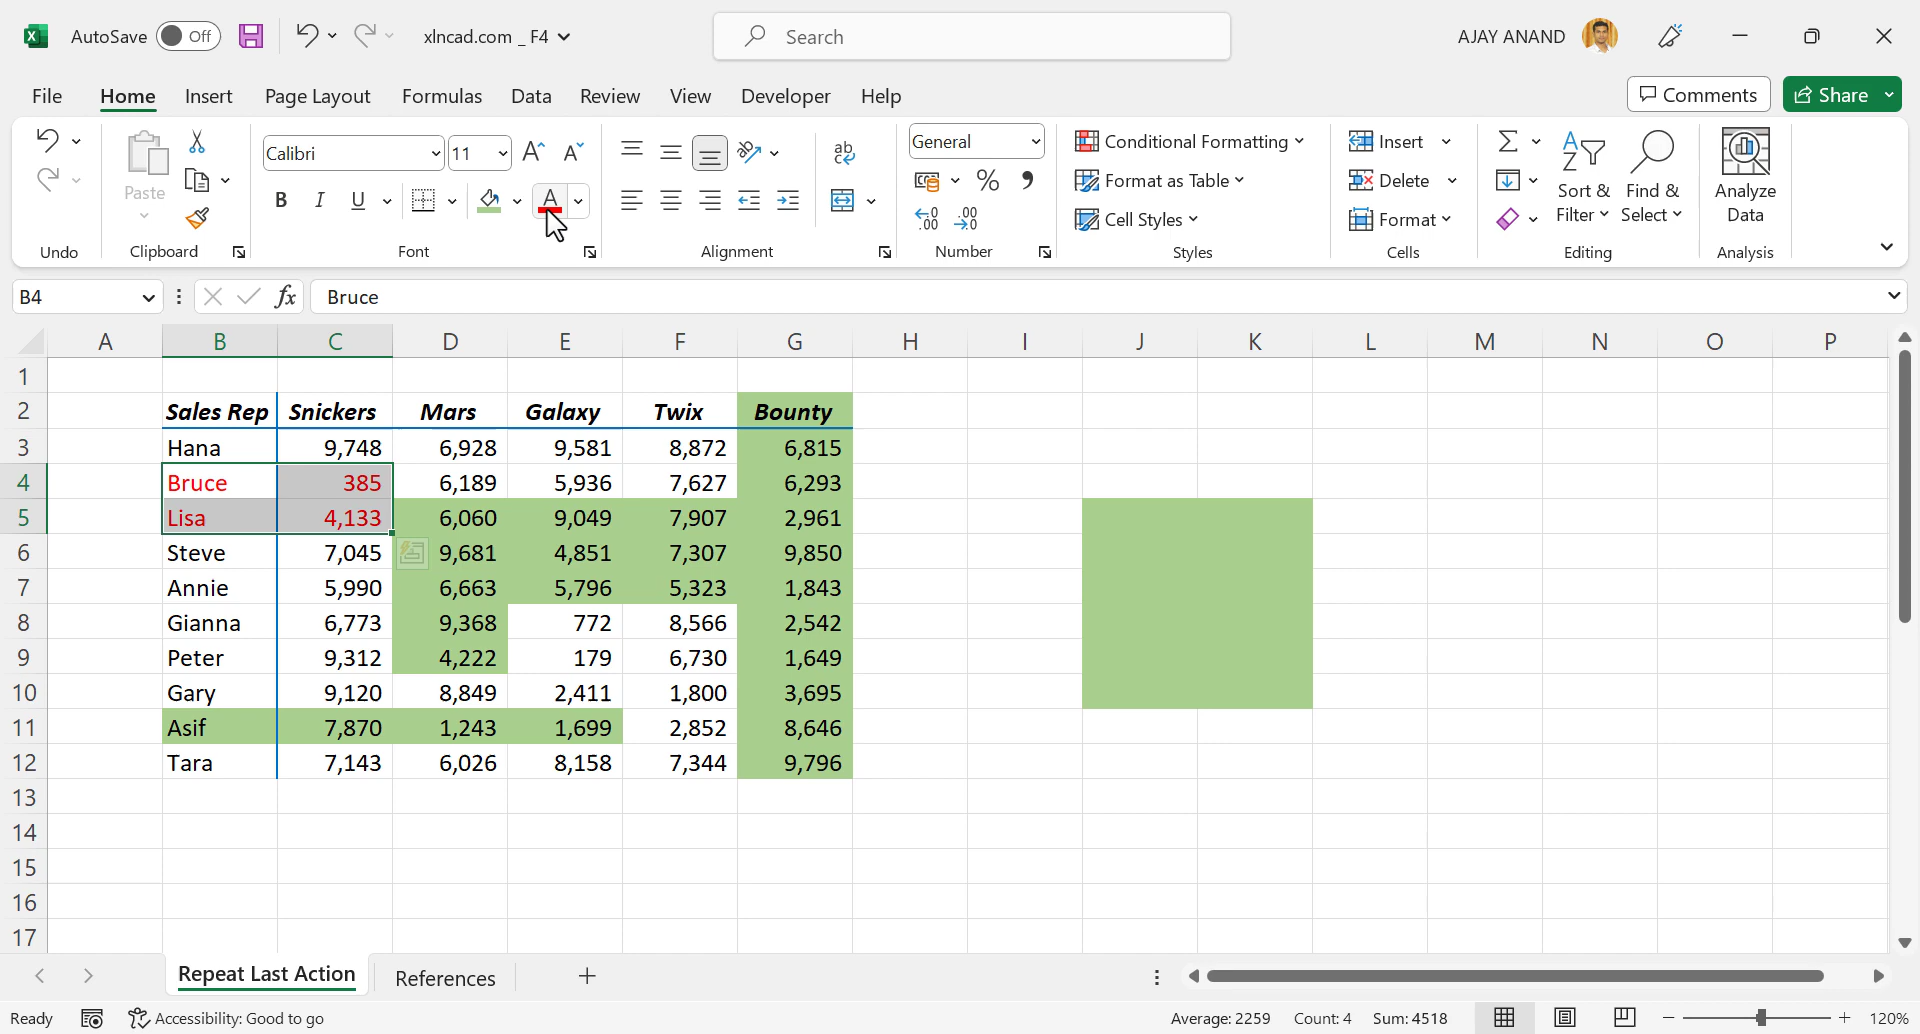 AutoSave Off xlncad.com _ F4 Search AJAY ANAND
File Home Insert Page Layout Formulas Data Review View Developer Help Comments Share
Calibri 11 ab General Conditional Formatting Insert
Paste B I U A % Format as Table Delete Sort & Filter Find & Select Analyze Data
.00 .00 Cell Styles Format
Undo Clipboard Font Alignment Number Styles Cells Editing Analysis
B4 fx Bruce
A B C D E F G H I J K L M N O P
1
2 Sales Rep Snickers Mars Galaxy Twix Bounty
3 Hana 9,748 6,928 9,581 8,872 6,815
4 Bruce 385 6,189 5,936 7,627 6,293
5 Lisa 4,133 6,060 9,049 7,907 2,961
6 Steve 7,045 9,681 4,851 7,307 9,850
7 Annie 5,990 6,663 5,796 5,323 1,843
8 Gianna 6,773 9,368 772 8,566 2,542
9 Peter 9,312 4,222 179 6,730 1,649
10 Gary 9,120 8,849 2,411 1,800 3,695
11 Asif 7,870 1,243 1,699 2,852 8,646
12 Tara 7,143 6,026 8,158 7,344 9,796
13
14
15
16
17
Repeat Last Action References
Ready Accessibility: Good to go Average: 2259 Count: 4 Sum: 4518 120%